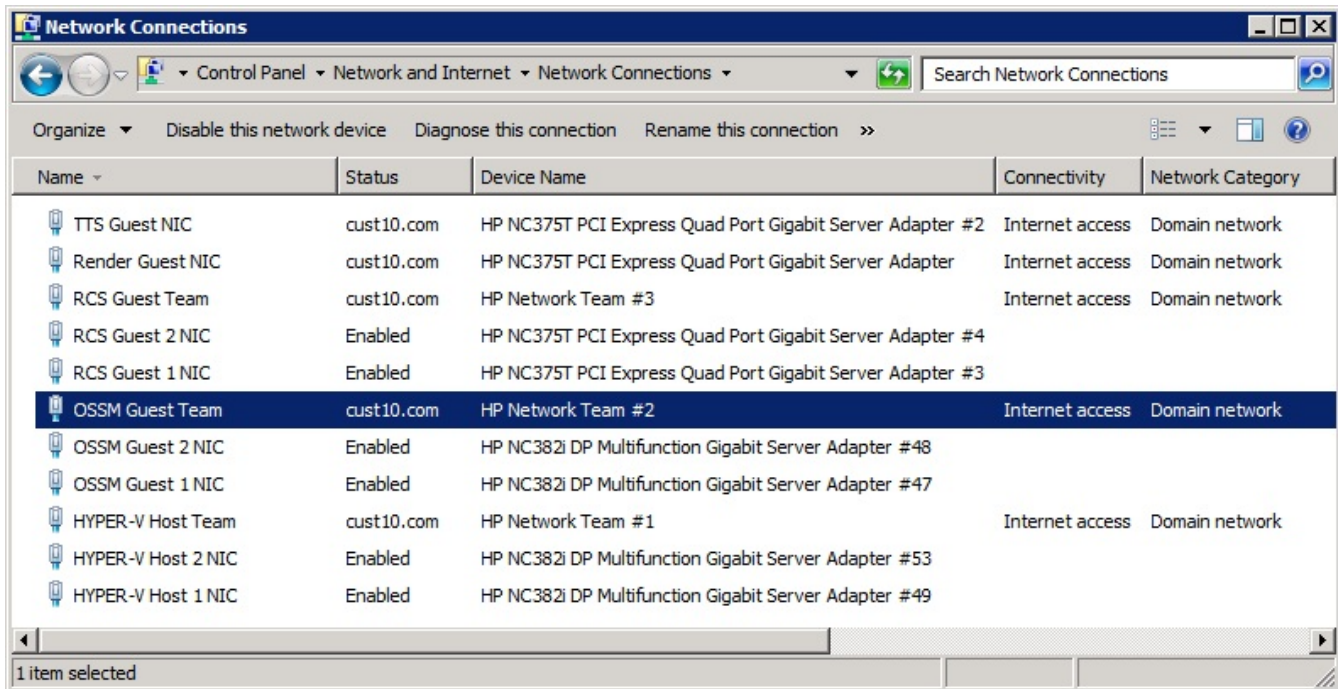 Network Connections
Control Panel Network and Internet Network Connections Search Network Connections
Organize Disable this network device Diagnose this connection Rename this connection »
Name Status Device Name Connectivity Network Category
TTS Guest NIC cust10.com HP NC375T PCI Express Quad Port Gigabit Server Adapter #2 Internet access Domain network
Render Guest NIC cust10.com HP NC375T PCI Express Quad Port Gigabit Server Adapter Internet access Domain network
RCS Guest Team cust10.com HP Network Team #3 Internet access Domain network
RCS Guest 2 NIC Enabled HP NC375T PCI Express Quad Port Gigabit Server Adapter #4
RCS Guest 1 NIC Enabled HP NC375T PCI Express Quad Port Gigabit Server Adapter #3
OSSM Guest Team cust10.com HP Network Team #2 Internet access Domain network
OSSM Guest 2 NIC Enabled HP NC382i DP Multifunction Gigabit Server Adapter #48
OSSM Guest 1 NIC Enabled HP NC382i DP Multifunction Gigabit Server Adapter #47
HYPER-V Host Team cust10.com HP Network Team #1 Internet access Domain network
HYPER-V Host 2 NIC Enabled HP NC382i DP Multifunction Gigabit Server Adapter #53
HYPER-V Host 1 NIC Enabled HP NC382i DP Multifunction Gigabit Server Adapter #49
1 item selected